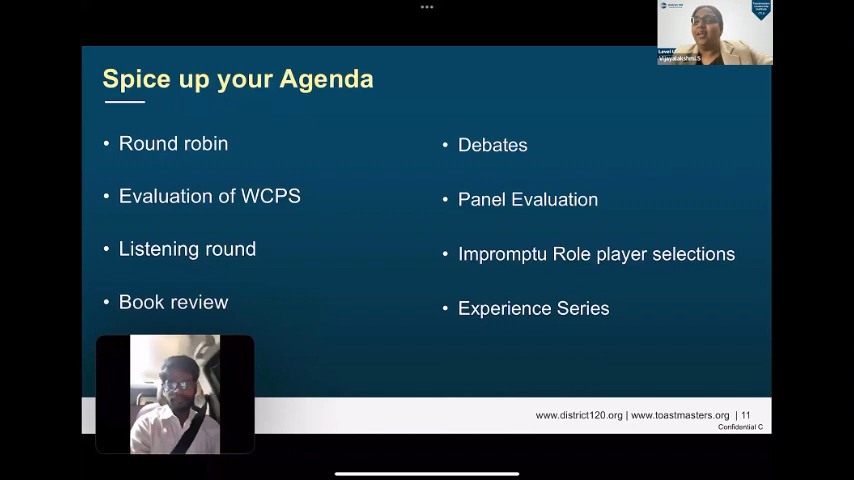 Spice up your Agenda
• Round robin
• Evaluation of WCPS
• Listening round
• Book review
• Debates
• Panel Evaluation
• Impromptu Role player selections
• Experience Series
www.district120.org | www.toastmasters.org | 11
Confidential C